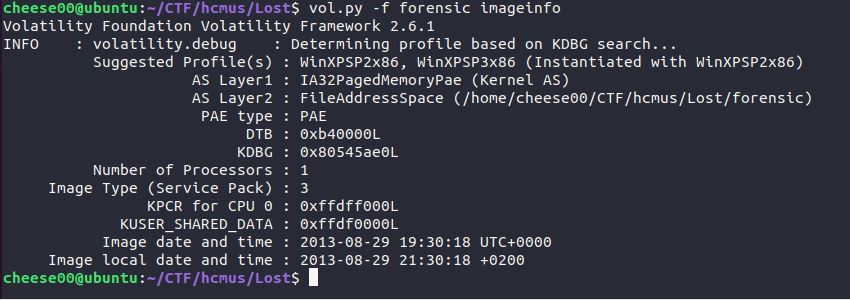 cheese00@ubuntu:~/CTF/hcmus/Lost$ vol.py -f forensic imageinfo
Volatility Foundation Volatility Framework 2.6.1
INFO    : volatility.debug    : Determining profile based on KDBG search...
          Suggested Profile(s) : WinXPSP2x86, WinXPSP3x86 (Instantiated with WinXPSP2x86)
                     AS Layer1 : IA32PagedMemoryPae (Kernel AS)
                     AS Layer2 : FileAddressSpace (/home/cheese00/CTF/hcmus/Lost/forensic)
                      PAE type : PAE
                           DTB : 0xb40000L
                          KDBG : 0x80545ae0L
          Number of Processors : 1
     Image Type (Service Pack) : 3
                KPCR for CPU 0 : 0xffdff000L
             KUSER_SHARED_DATA : 0xffdf0000L
           Image date and time : 2013-08-29 19:30:18 UTC+0000
     Image local date and time : 2013-08-29 21:30:18 +0200
cheese00@ubuntu:~/CTF/hcmus/Lost$